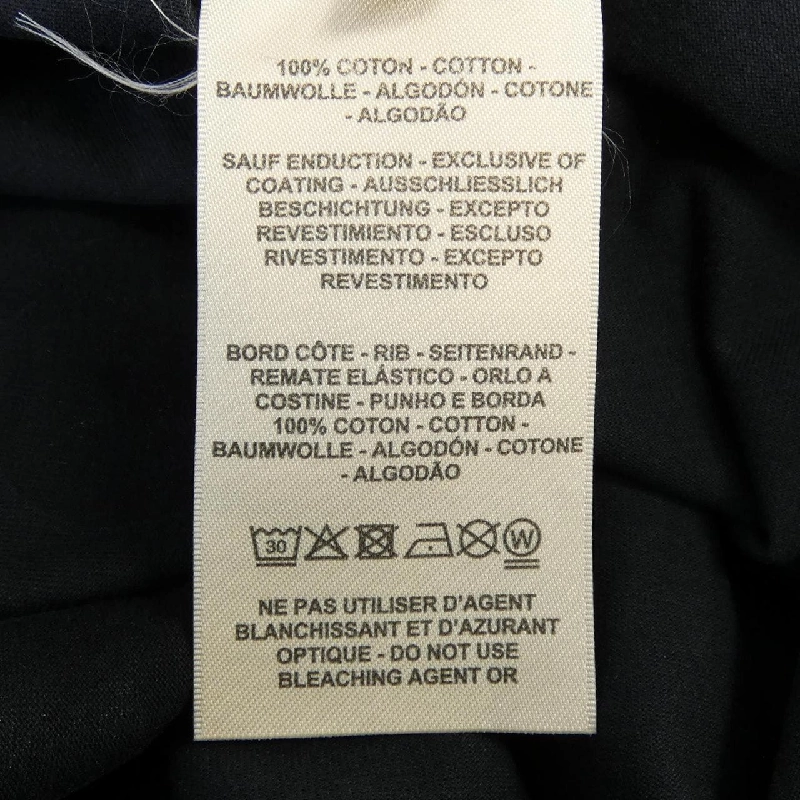 100% COTON - COTTON -
BAUMWOLLE - ALGODÓN - COTONE
- ALGODÃO
SAUF ENDUCTION - EXCLUSIVE OF
COATING - AUSSCHLIESSLICH
BESCHICHTUNG - EXCEPTO
REVESTIMIENTO - ESCLUSO
RIVESTIMENTO - EXCEPTO
REVESTIMENTO
BORD CÔTE - RIB - SEITENRAND -
REMATE ELÁSTICO - ORLO A
COSTINE - PUNHO E BORDA
100% COTON - COTTON -
BAUMWOLLE - ALGODÓN - COTONE
- ALGODÃO
30 W
NE PAS UTILISER D'AGENT
BLANCHISSANT ET D'AZURANT
OPTIQUE - DO NOT USE
BLEACHING AGENT OR